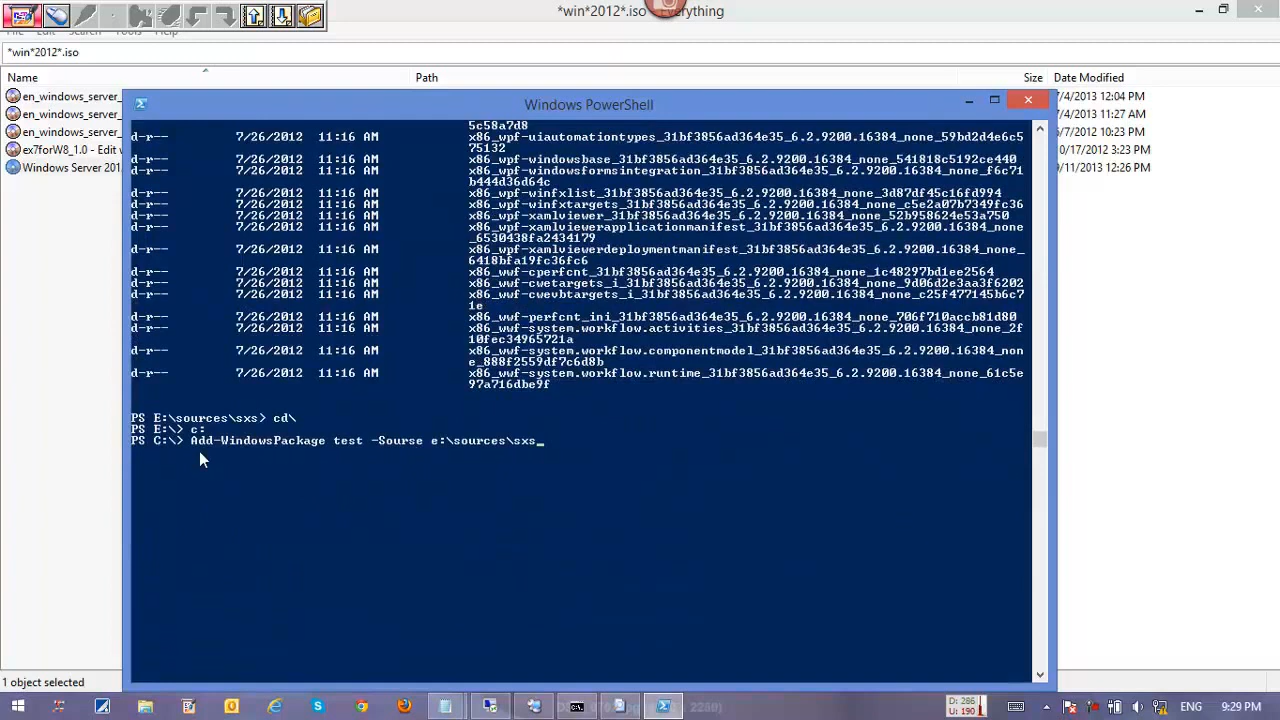 *win*2012*.iso - Everything
File Edit Search Tools Help
*win*2012*.iso
Name Path Size Date Modified
en_windows_server_ 7/4/2013 12:04 PM
en_windows_server_ 7/4/2013 11:27 AM
en_windows_server_ /7/2012 10:23 PM
ex7forW8_1.0 - Edit w 0/17/2012 3:23 PM
Windows Server 201 /11/2013 12:26 PM
Windows PowerShell
5c58a7d8
d-r-- 7/26/2012 11:16 AM x86_wpf-uiautomationtypes_31bf3856ad364e35_6.2.9200.16384_none_59bd2d4e6c5
75132
d-r-- 7/26/2012 11:16 AM x86_wpf-windowsbase_31bf3856ad364e35_6.2.9200.16384_none_541818c5192ce440
d-r-- 7/26/2012 11:16 AM x86_wpf-windowsformsintegration_31bf3856ad364e35_6.2.9200.16384_none_f6c71
b444d36d64c
d-r-- 7/26/2012 11:16 AM x86_wpf-winfxlist_31bf3856ad364e35_6.2.9200.16384_none_3d87df45c16fd994
d-r-- 7/26/2012 11:16 AM x86_wpf-winfxtargets_31bf3856ad364e35_6.2.9200.16384_none_c5e2a07b7349fc36
d-r-- 7/26/2012 11:16 AM x86_wpf-xamlviewer_31bf3856ad364e35_6.2.9200.16384_none_52b958624e53a750
d-r-- 7/26/2012 11:16 AM x86_wpf-xamlviewerapplicationmanifest_31bf3856ad364e35_6.2.9200.16384_none
_6530438fa2434179
d-r-- 7/26/2012 11:16 AM x86_wpf-xamlviewerdeploymentmanifest_31bf3856ad364e35_6.2.9200.16384_none_
6418bfa19fc36fc6
d-r-- 7/26/2012 11:16 AM x86_wwf-cperfcnt_31bf3856ad364e35_6.2.9200.16384_none_1c48297bd1ee2564
d-r-- 7/26/2012 11:16 AM x86_wwf-cwetargets_i_31bf3856ad364e35_6.2.9200.16384_none_9d06d2e3aa3f6202
d-r-- 7/26/2012 11:16 AM x86_wwf-cwevbtargets_i_31bf3856ad364e35_6.2.9200.16384_none_c25f477145b6c7
1e
d-r-- 7/26/2012 11:16 AM x86_wwf-perfcnt_ini_31bf3856ad364e35_6.2.9200.16384_none_706f710accb81d80
d-r-- 7/26/2012 11:16 AM x86_wwf-system.workflow.activities_31bf3856ad364e35_6.2.9200.16384_none_2f
10fec34965721a
d-r-- 7/26/2012 11:16 AM x86_wwf-system.workflow.componentmodel_31bf3856ad364e35_6.2.9200.16384_non
e_888f2559df7c6d8b
d-r-- 7/26/2012 11:16 AM x86_wwf-system.workflow.runtime_31bf3856ad364e35_6.2.9200.16384_none_61c5e
97a716dbe9f
PS E:\sources\sxs> cd\
PS E:\> c:
PS C:\> Add-WindowsPackage test -Sourse e:\sources\sxs_
1 object selected
D: 286
U: 190
ENG 9:29 PM